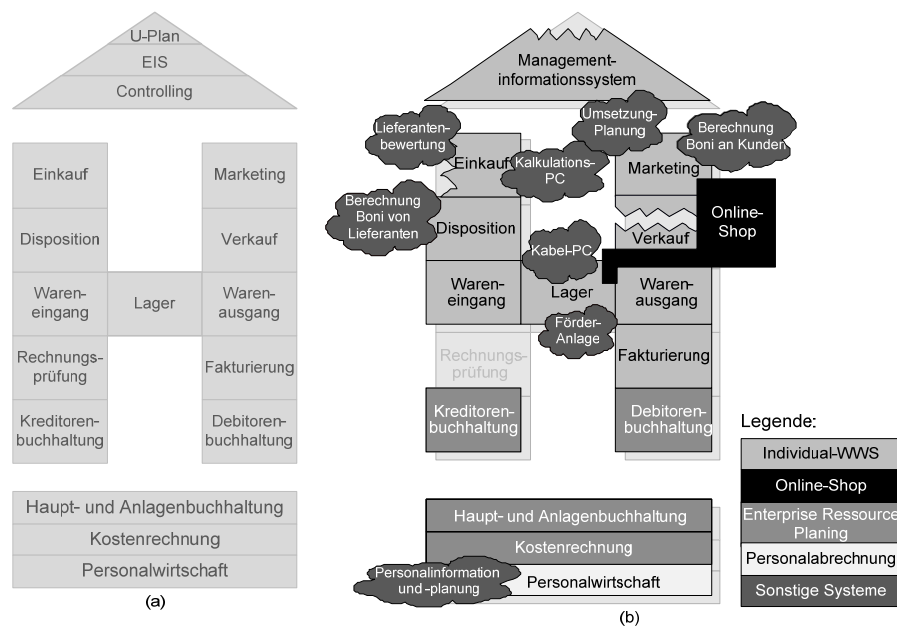 U-Plan
EIS
Controlling
Einkauf
Marketing
Disposition
Verkauf
Waren-
eingang
Lager
Waren-
ausgang
Rechnungs-
prüfung
Fakturierung
Kreditoren-
buchhaltung
Debitoren-
buchhaltung
Haupt- und Anlagenbuchhaltung
Kostenrechnung
Personalwirtschaft
(a)
Management-
informationssystem
Lieferanten-
bewertung
Umsetzung-
Planung
Berechnung
Boni an Kunden
Einkauf
Kalkulations-
PC
Marketing
Berechnung
Boni von
Lieferanten
Disposition
Kabel-PC
Verkauf
Online-
Shop
Waren-
eingang
Lager
Waren-
ausgang
Förder-
Anlage
Rechnungs-
prüfung
Fakturierung
Kreditoren-
buchhaltung
Debitoren-
buchhaltung
Haupt- und Anlagenbuchhaltung
Kostenrechnung
Personalinformation
und -planung
Personalwirtschaft
(b)
Legende:
Individual-WWS
Online-Shop
Enterprise Ressource
Planing
Personalabrechnung
Sonstige Systeme